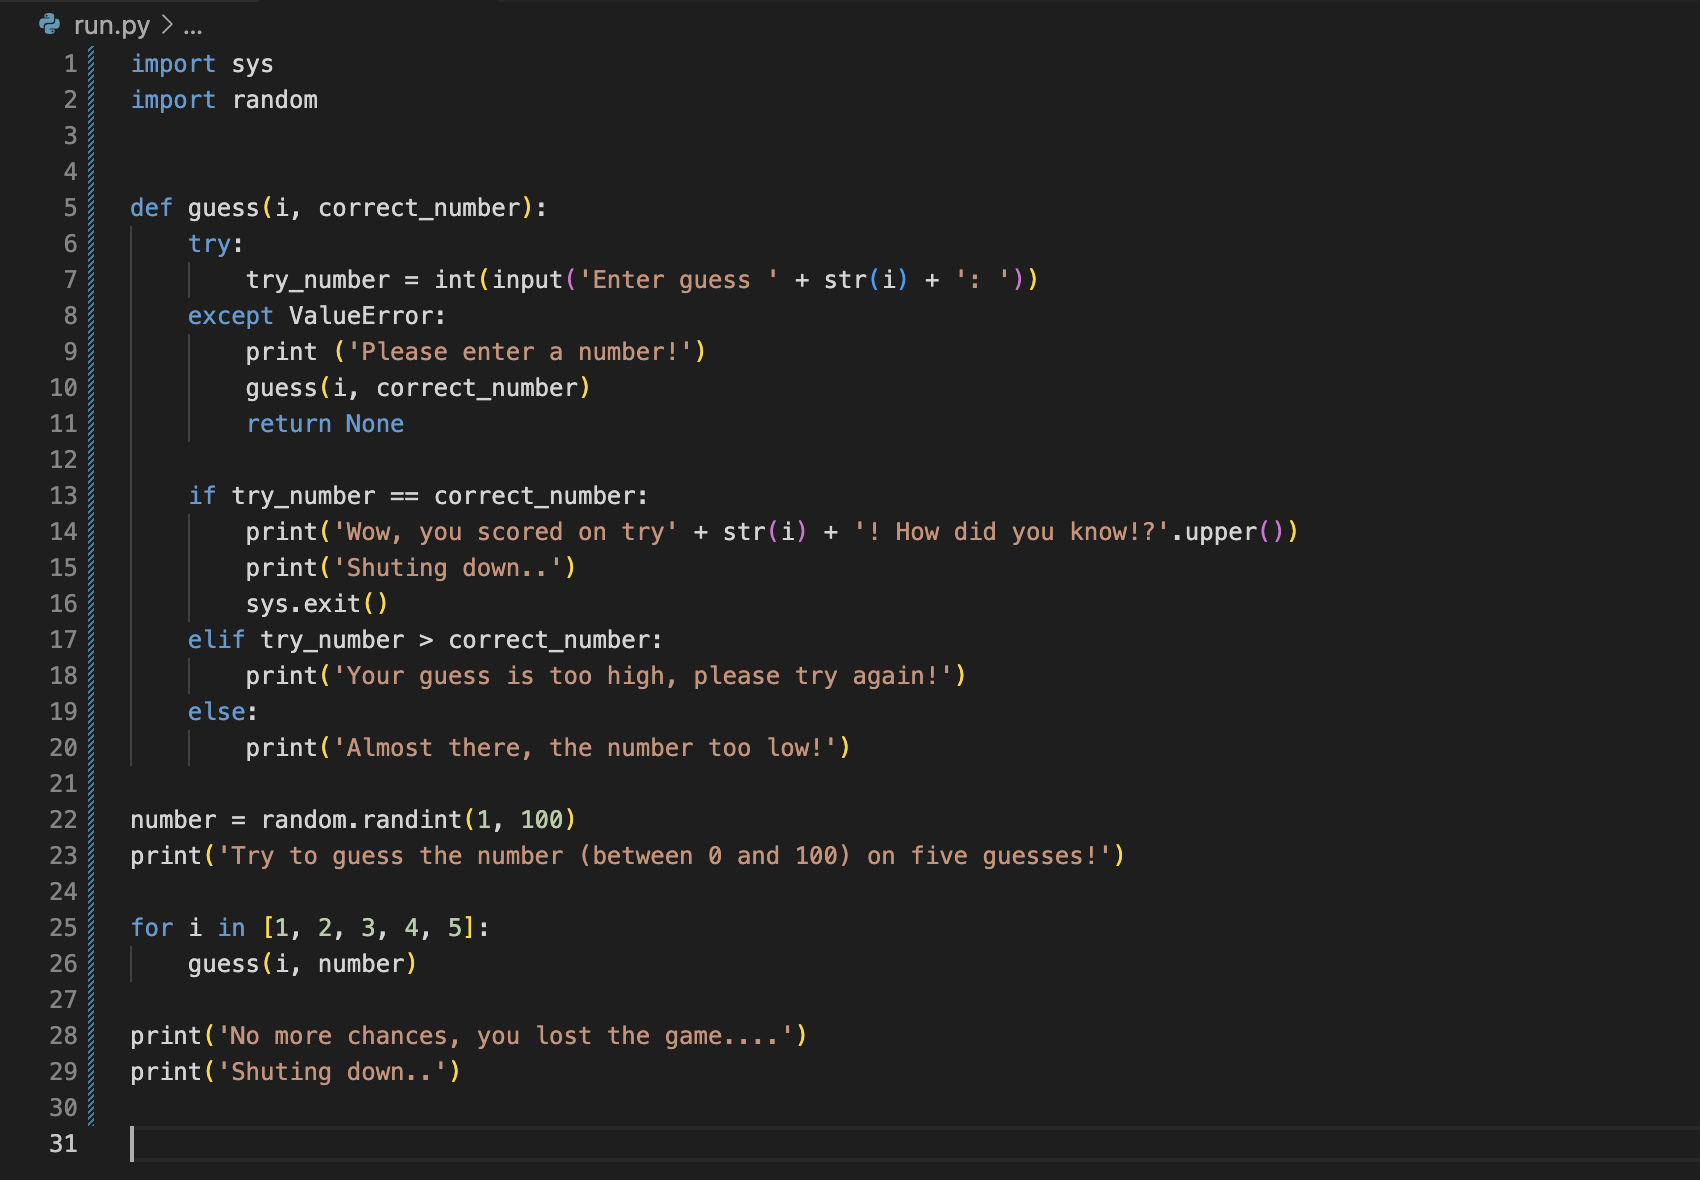 run.py > ...
1 import sys
2 import random
3
4
5 def guess(i, correct_number):
6     try:
7         try_number = int(input('Enter guess ' + str(i) + ': '))
8     except ValueError:
9         print ('Please enter a number!')
10         guess(i, correct_number)
11         return None
12
13     if try_number == correct_number:
14         print('Wow, you scored on try' + str(i) + '! How did you know!?'.upper())
15         print('Shuting down..')
16         sys.exit()
17     elif try_number > correct_number:
18         print('Your guess is too high, please try again!')
19     else:
20         print('Almost there, the number too low!')
21
22 number = random.randint(1, 100)
23 print('Try to guess the number (between 0 and 100) on five guesses!')
24
25 for i in [1, 2, 3, 4, 5]:
26     guess(i, number)
27
28 print('No more chances, you lost the game....')
29 print('Shuting down..')
30
31